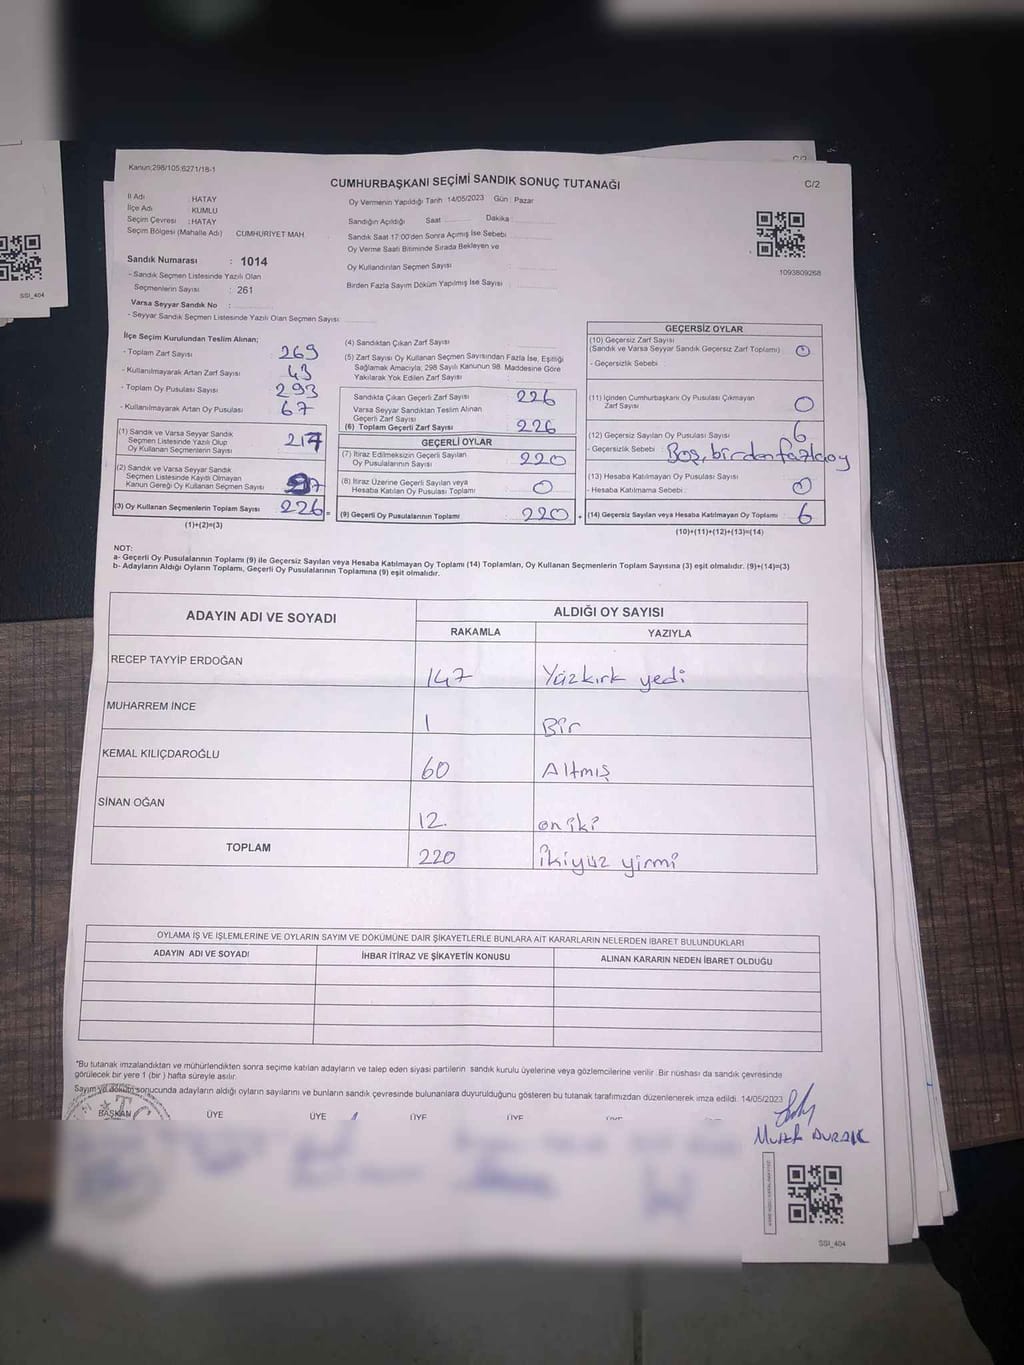 Kanun:298/105;6271/18-1
C/2
CUMHURBAŞKANI SEÇİMİ SANDIK SONUÇ TUTANAĞI
C/2
İl Adı : HATAY
İlçe Adı : KUMLU
Seçim Çevresi : HATAY
Seçim Bölgesi (Mahalle Adı) CUMHURİYET MAH
Oy Vermenin Yapıldığı Tarih 14/05/2023 Gün : Pazar
Sandığın Açıldığı Saat Dakika
Sandık Saat 17:00'den Sonra Açılmış İse Sebebi
Oy Verme Saati Bitiminde Sırada Bekleyen ve
Oy Kullandırılan Seçmen Sayısı
Birden Fazla Sayım Döküm Yapılmış İse Sayısı :
1093809268
Sandık Numarası : 1014
- Sandık Seçmen Listesinde Yazılı Olan
Seçmenlerin Sayısı : 261
Varsa Seyyar Sandık No :
- Seyyar Sandık Seçmen Listesinde Yazılı Olan Seçmen Sayısı
SSI_404
İlçe Seçim Kurulundan Teslim Alınan;
- Toplam Zarf Sayısı 269
- Kullanılmayarak Artan Zarf Sayısı 43
- Toplam Oy Pusulası Sayısı 293
- Kullanılmayarak Artan Oy Pusulası 67
(1) Sandık ve Varsa Seyyar Sandık
Seçmen Listesinde Yazılı Olup
Oy Kullanan Seçmenlerin Sayısı 217
(2) Sandık ve Varsa Seyyar Sandık
Seçmen Listesinde Kayıtlı Olmayan
Kanun Gereği Oy Kullanan Seçmen Sayısı
(3) Oy Kullanan Seçmenlerin Toplam Sayısı 226
(1)+(2)=(3)
(4) Sandıktan Çıkan Zarf Sayısı
(5) Zarf Sayısı Oy Kullanan Seçmen Sayısından Fazla İse, Eşitliği
Sağlamak Amacıyla; 298 Sayılı Kanunun 98. Maddesine Göre
Yakılarak Yok Edilen Zarf Sayısı :
Sandıkta Çıkan Geçerli Zarf Sayısı 226
Varsa Seyyar Sandıktan Teslim Alınan
Geçerli Zarf Sayısı
(6) Toplam Geçerli Zarf Sayısı 226
GEÇERLİ OYLAR
(7) İtiraz Edilmeksizin Geçerli Sayılan
Oy Pusulalarının Sayısı 220
(8) İtiraz Üzerine Geçerli Sayılan veya
Hesaba Katılan Oy Pusulası Toplamı 0
(9) Geçerli Oy Pusulalarının Toplamı 220
GEÇERSİZ OYLAR
(10) Geçersiz Zarf Sayısı
(Sandık ve Varsa Seyyar Sandık Geçersiz Zarf Toplamı) 0
- Geçersizlik Sebebi
(11) İçinden Cumhurbaşkanı Oy Pusulası Çıkmayan
Zarf Sayısı 0
(12) Geçersiz Sayılan Oy Pusulası Sayısı 6
- Geçersizlik Sebebi : Boş, birden fazla oy
(13) Hesaba Katılmayan Oy Pusulası Sayısı 0
- Hesaba Katılmama Sebebi :
(14) Geçersiz Sayılan veya Hesaba Katılmayan Oy Toplamı 6
(10)+(11)+(12)+(13)=(14)
NOT:
a- Geçerli Oy Pusulalarının Toplamı (9) ile Geçersiz Sayılan veya Hesaba Katılmayan Oy Toplamı (14) Toplamları, Oy Kullanan Seçmenlerin Toplam Sayısına (3) eşit olmalıdır. (9)+(14)=(3)
b- Adayların Aldığı Oyların Toplamı, Geçerli Oy Pusulalarının Toplamına (9) eşit olmalıdır.
ADAYIN ADI VE SOYADI ALDIĞI OY SAYISI
RAKAMLA YAZIYLA
RECEP TAYYİP ERDOĞAN 147 Yüzkırk yedi
MUHARREM İNCE 1 Bir
KEMAL KILIÇDAROĞLU 60 Altmış
SİNAN OĞAN 12 on iki
TOPLAM 220 ikiyüz yirmi
OYLAMA İŞ VE İŞLEMLERİNE VE OYLARIN SAYIM VE DÖKÜMÜNE DAİR ŞİKAYETLERLE BUNLARA AİT KARARLARIN NELERDEN İBARET BULUNDUKLARI
ADAYIN ADI VE SOYADI İHBAR İTİRAZ VE ŞİKAYETİN KONUSU ALINAN KARARIN NEDEN İBARET OLDUĞU
*Bu tutanak imzalandıktan ve mühürlendikten sonra seçime katılan adayların ve talep eden siyasi partilerin sandık kurulu üyelerine veya gözlemcilerine verilir. Bir nüshası da sandık çevresinde
görülecek bir yere 1 (bir ) hafta süreyle asılır.
Sayım ve döküm sonucunda adayların aldığı oyların sayılarını ve bunların sandık çevresinde bulunanlara duyurulduğunu gösteren bu tutanak tarafımızdan düzenlenerek imza edildi. 14/05/2023
BAŞKAN ÜYE ÜYE ÜYE ÜYE
SSI_404